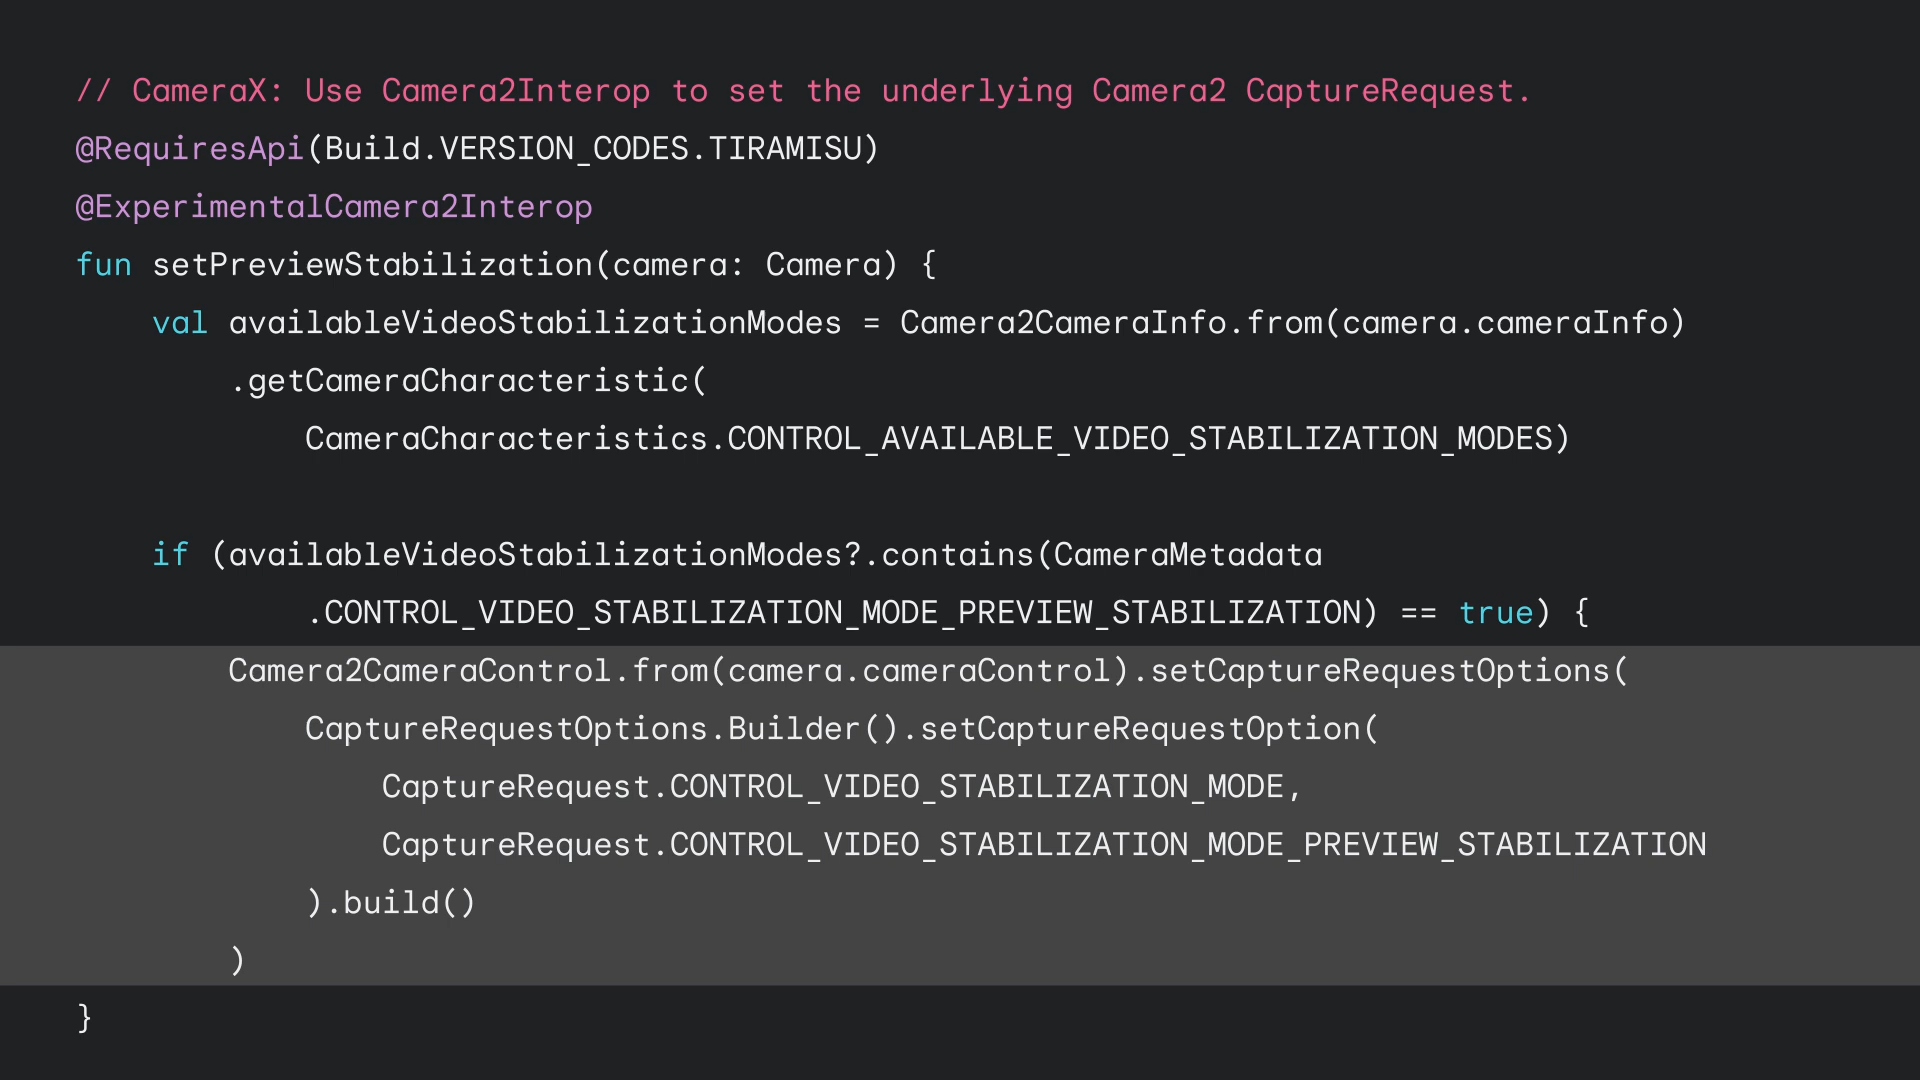 // CameraX: Use Camera2Interop to set the underlying Camera2 CaptureRequest.
@RequiresApi(Build.VERSION_CODES.TIRAMISU)
@ExperimentalCamera2Interop
fun setPreviewStabilization(camera: Camera) {
    val availableVideoStabilizationModes = Camera2CameraInfo.from(camera.cameraInfo)
        .getCameraCharacteristic(
            CameraCharacteristics.CONTROL_AVAILABLE_VIDEO_STABILIZATION_MODES)

    if (availableVideoStabilizationModes?.contains(CameraMetadata
            .CONTROL_VIDEO_STABILIZATION_MODE_PREVIEW_STABILIZATION) == true) {
        Camera2CameraControl.from(camera.cameraControl).setCaptureRequestOptions(
            CaptureRequestOptions.Builder().setCaptureRequestOption(
                CaptureRequest.CONTROL_VIDEO_STABILIZATION_MODE,
                CaptureRequest.CONTROL_VIDEO_STABILIZATION_MODE_PREVIEW_STABILIZATION
            ).build()
        )
}